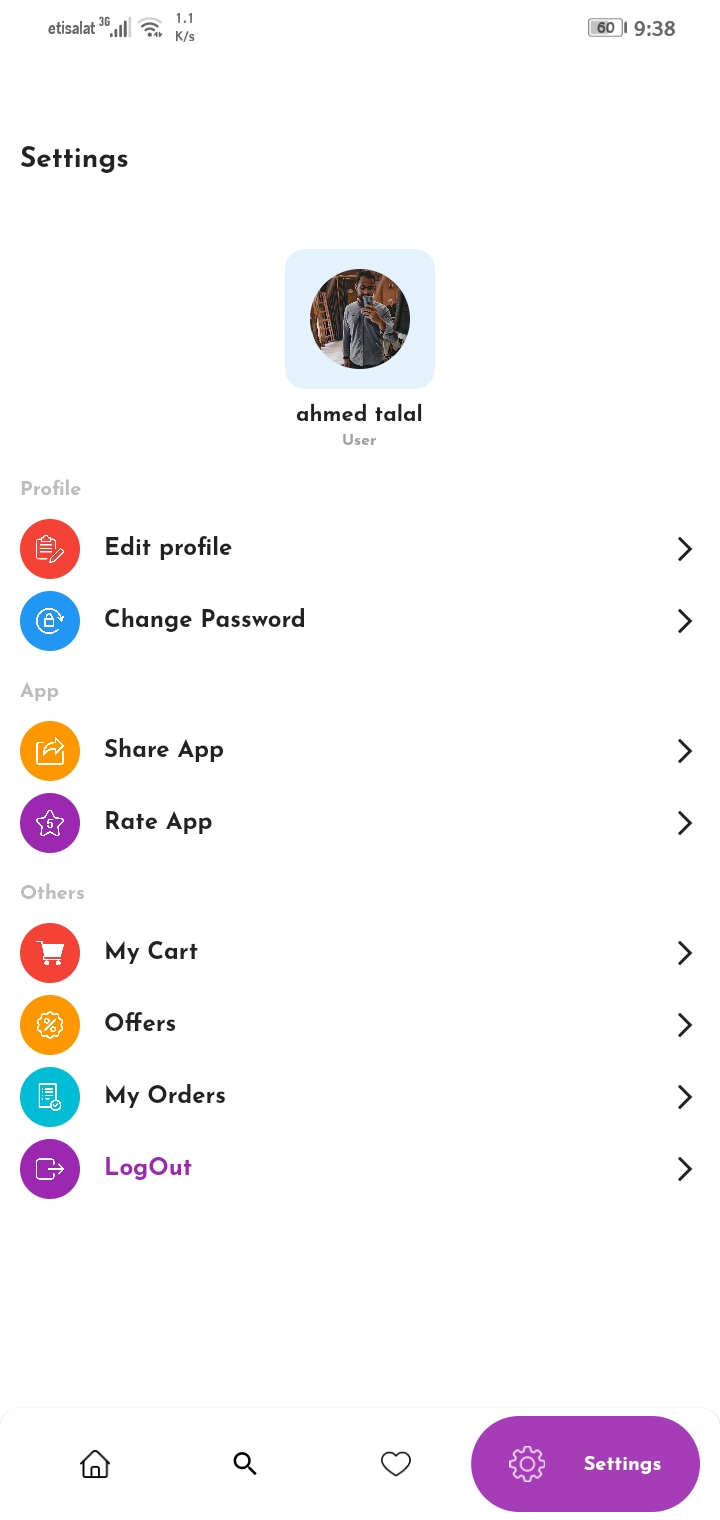 etisalat 3G 1.1 K/s 60 9:38
Settings
ahmed talal
User
Profile
Edit profile
Change Password
App
Share App
5
Rate App
Others
My Cart
Offers
My Orders
LogOut
Settings